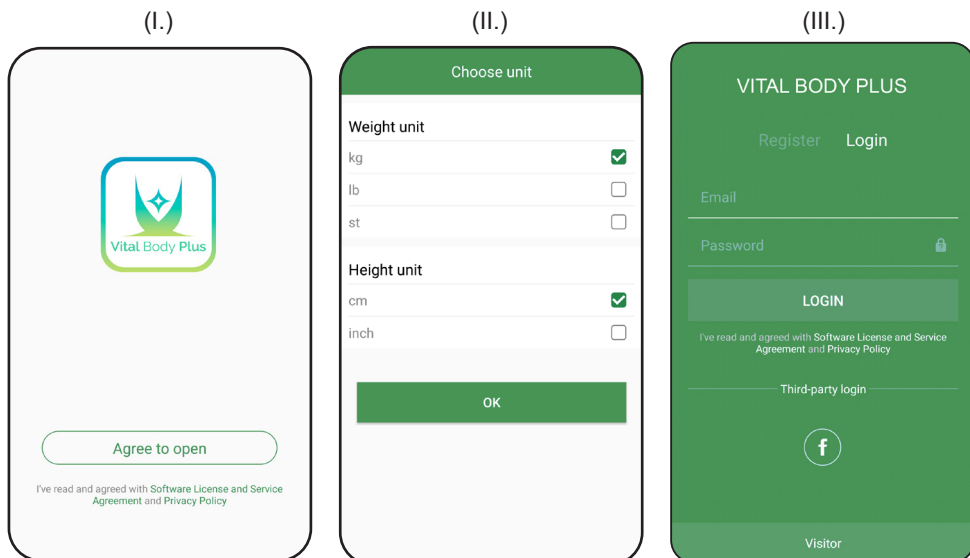 (I.)
Vital Body Plus
Agree to open
I've read and agreed with Software License and Service
Agreement and Privacy Policy
(II.)
Choose unit
Weight unit
kg
lb
st
Height unit
cm
inch
OK
(III.)
VITAL BODY PLUS
Register Login
Email
Password
LOGIN
I've read and agreed with Software License and Service
Agreement and Privacy Policy
Third-party login
f
Visitor